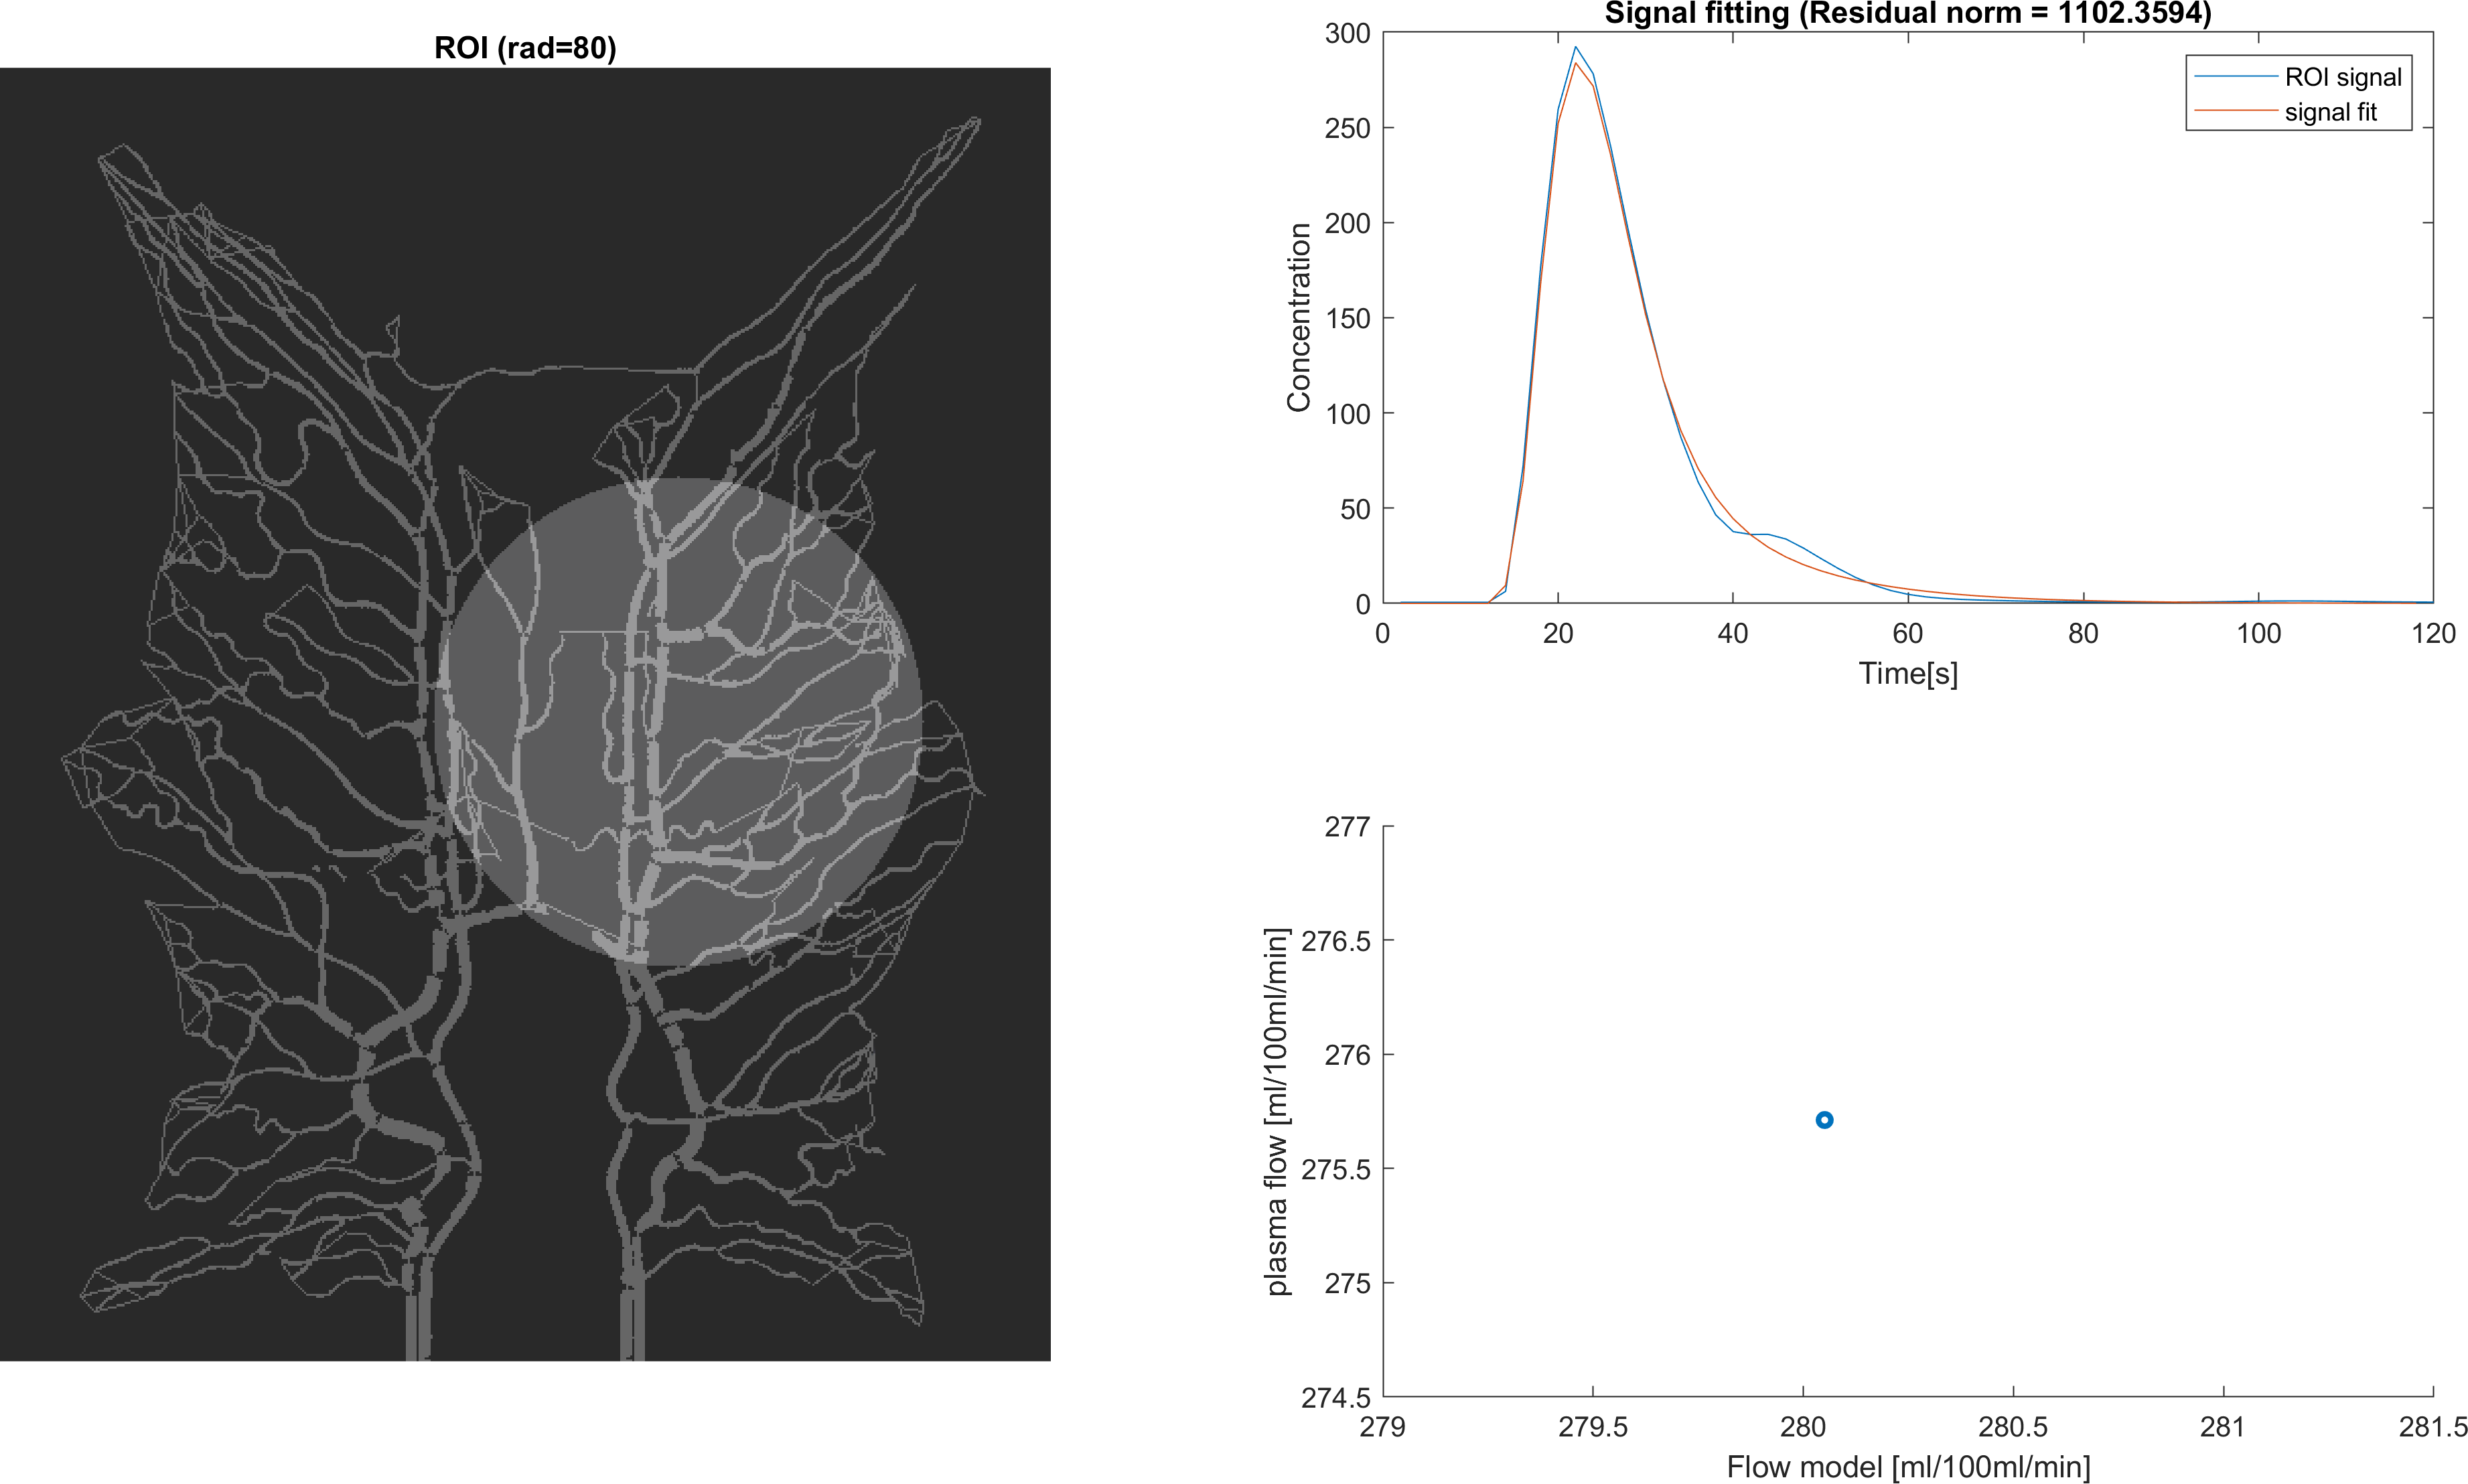 ROI (rad=80)
Signal fitting (Residual norm = 1102.3594)
300
250
200
150
100
50
0
Concentration
ROI signal
signal fit
0 20 40 60 80 100 120
Time[s]
277
276.5
276
275.5
275
274.5
plasma flow [ml/100ml/min]
279 279.5 280 280.5 281 281.5
Flow model [ml/100ml/min]